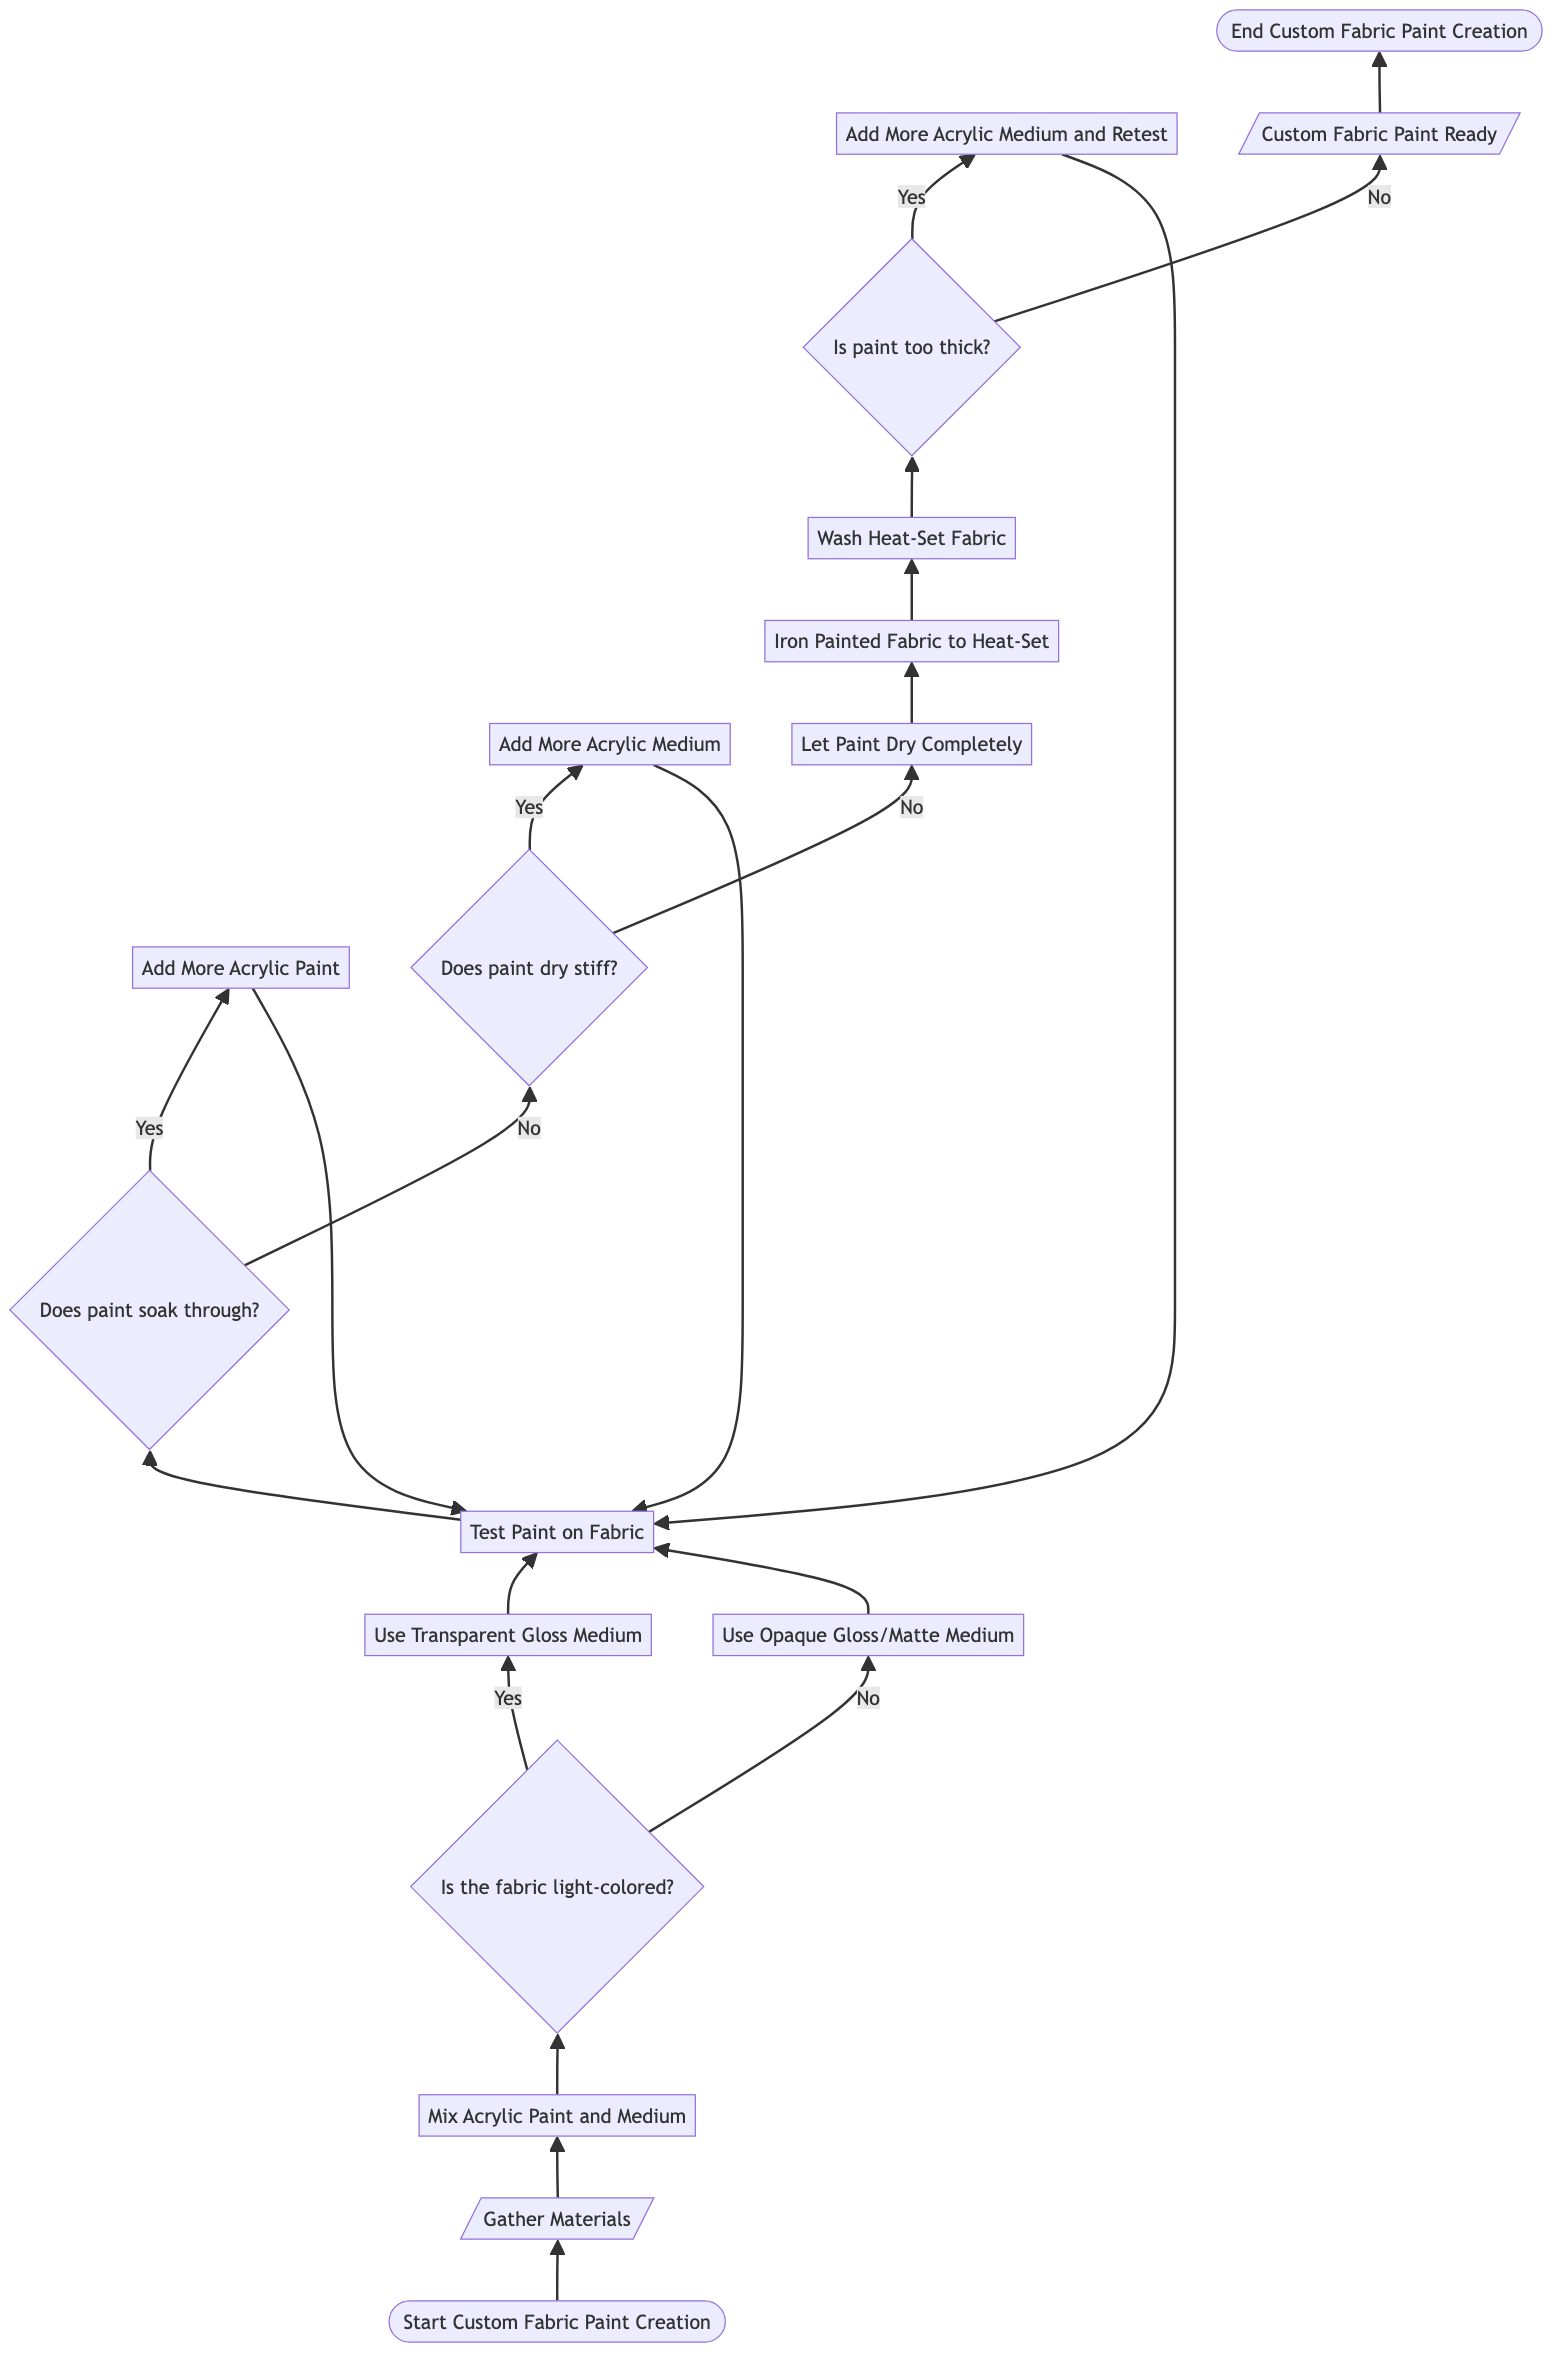 End Custom Fabric Paint Creation
Add More Acrylic Medium and Retest
Custom Fabric Paint Ready
Yes
No
Is paint too thick?
Wash Heat-Set Fabric
Iron Painted Fabric to Heat-Set
Add More Acrylic Medium
Let Paint Dry Completely
Yes
No
Add More Acrylic Paint
Does paint dry stiff?
Yes
No
Does paint soak through?
Test Paint on Fabric
Use Transparent Gloss Medium
Use Opaque Gloss/Matte Medium
Yes
No
Is the fabric light-colored?
Mix Acrylic Paint and Medium
Gather Materials
Start Custom Fabric Paint Creation